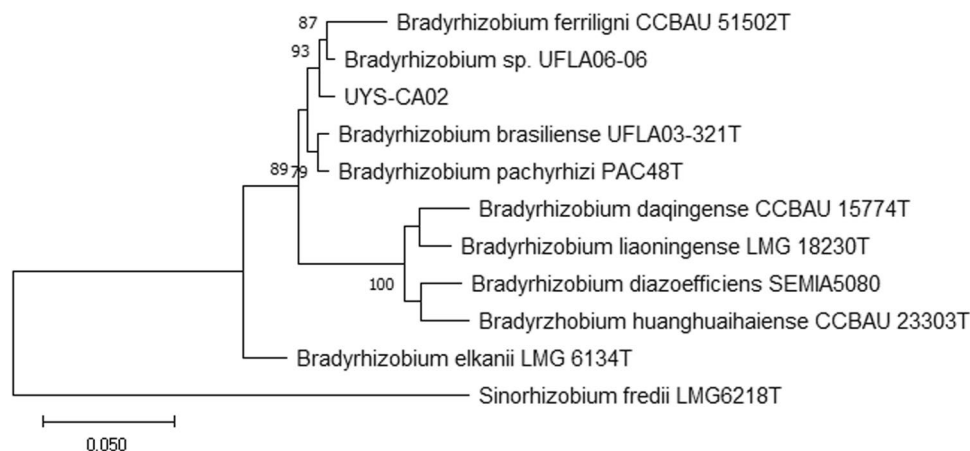 87
Bradyrhizobium ferriligni CCBAU 51502T
93
Bradyrhizobium sp. UFLA06-06
UYS-CA02
Bradyrhizobium brasiliense UFLA03-321T
89
79
Bradyrhizobium pachyrhizi PAC48T
Bradyrhizobium daqingense CCBAU 15774T
Bradyrhizobium liaoningense LMG 18230T
100
Bradyrhizobium diazoefficiens SEMIA5080
Bradyrzhobium huanghuaihaiense CCBAU 23303T
Bradyrhizobium elkanii LMG 6134T
Sinorhizobium fredii LMG6218T
0.050